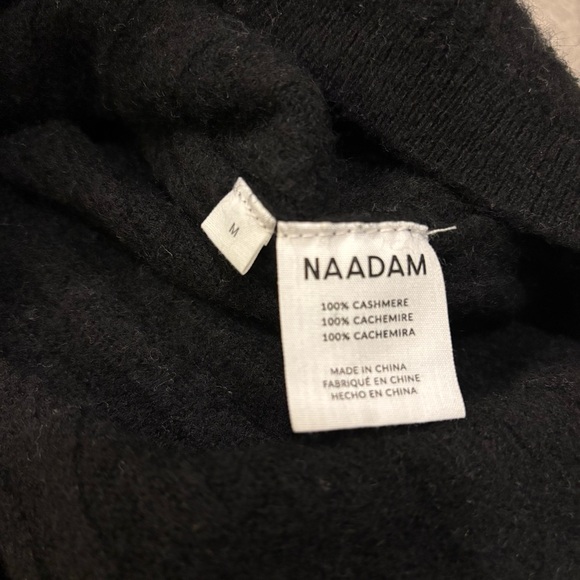 M
NAADAM
100% CASHMERE
100% CACHEMIRE
100% CACHEMIRA
MADE IN CHINA
FABRIQUÉ EN CHINE
HECHO EN CHINA